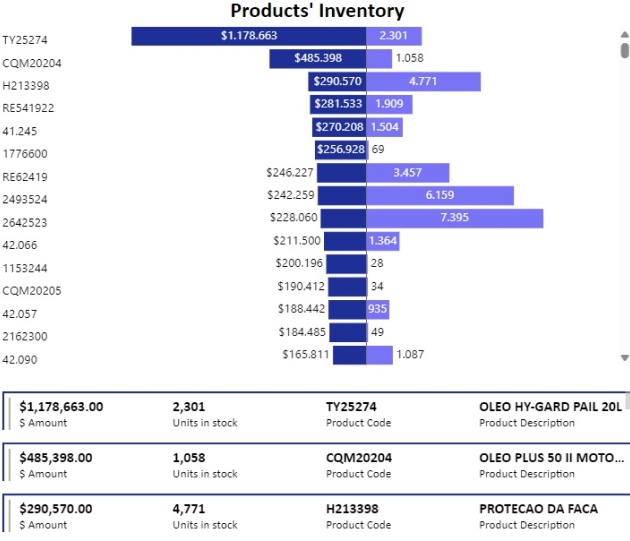 Products' Inventory
TY25274 $1.178.663 2.301
CQM20204 $485.398 1.058
H213398 $290.570 4.771
RE541922 $281.533 1.909
41.245 $270.208 1.504
1776600 $256.928 69
RE62419 $246.227 3.457
2493524 $242.259 6.159
2642523 $228.060 7.395
42.066 $211.500 1.364
1153244 $200.196 28
CQM20205 $190.412 34
42.057 $188.442 935
2162300 $184.485 49
42.090 $165.811 1.087
$1,178,663.00 2,301 TY25274 OLEO HY-GARD PAIL 20L
$ Amount Units in stock Product Code Product Description
$485,398.00 1,058 CQM20204 OLEO PLUS 50 II MOTO...
$ Amount Units in stock Product Code Product Description
$290,570.00 4,771 H213398 PROTECAO DA FACA
$ Amount Units in stock Product Code Product Description